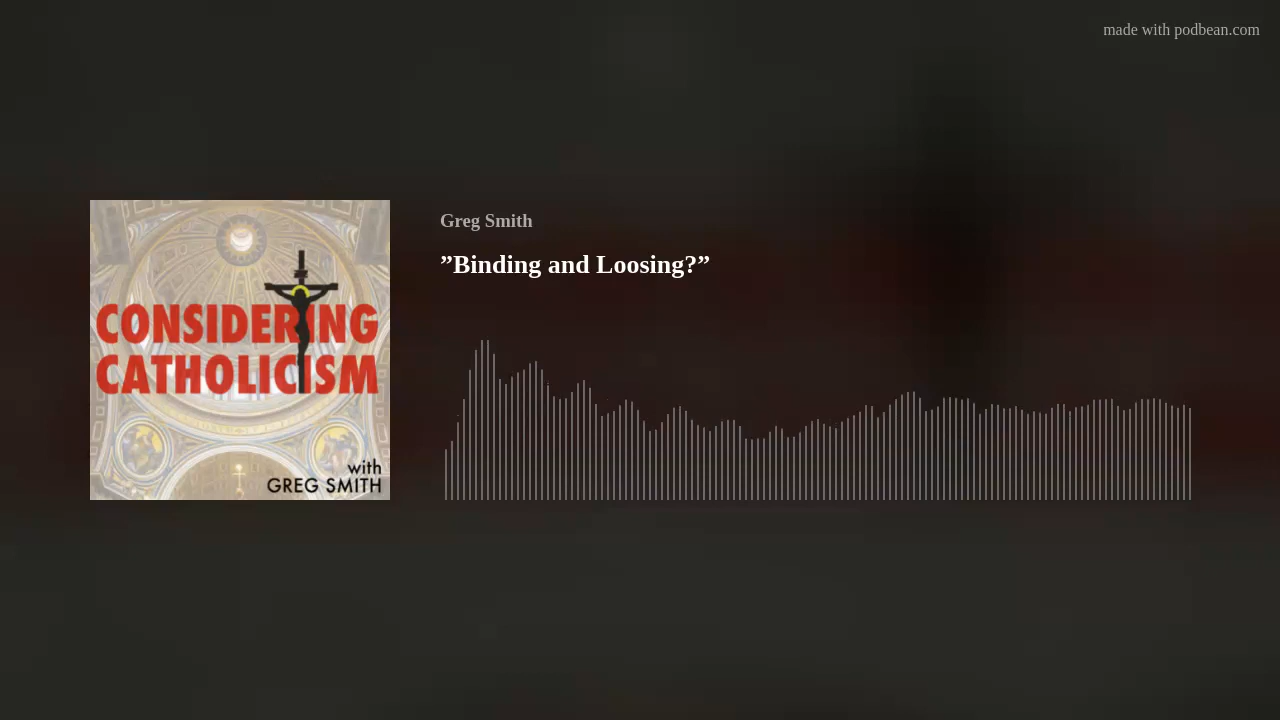 made with podbean.com
Greg Smith
”Binding and Loosing?”
CONSIDERING
CATHOLICISM
with
GREG SMITH